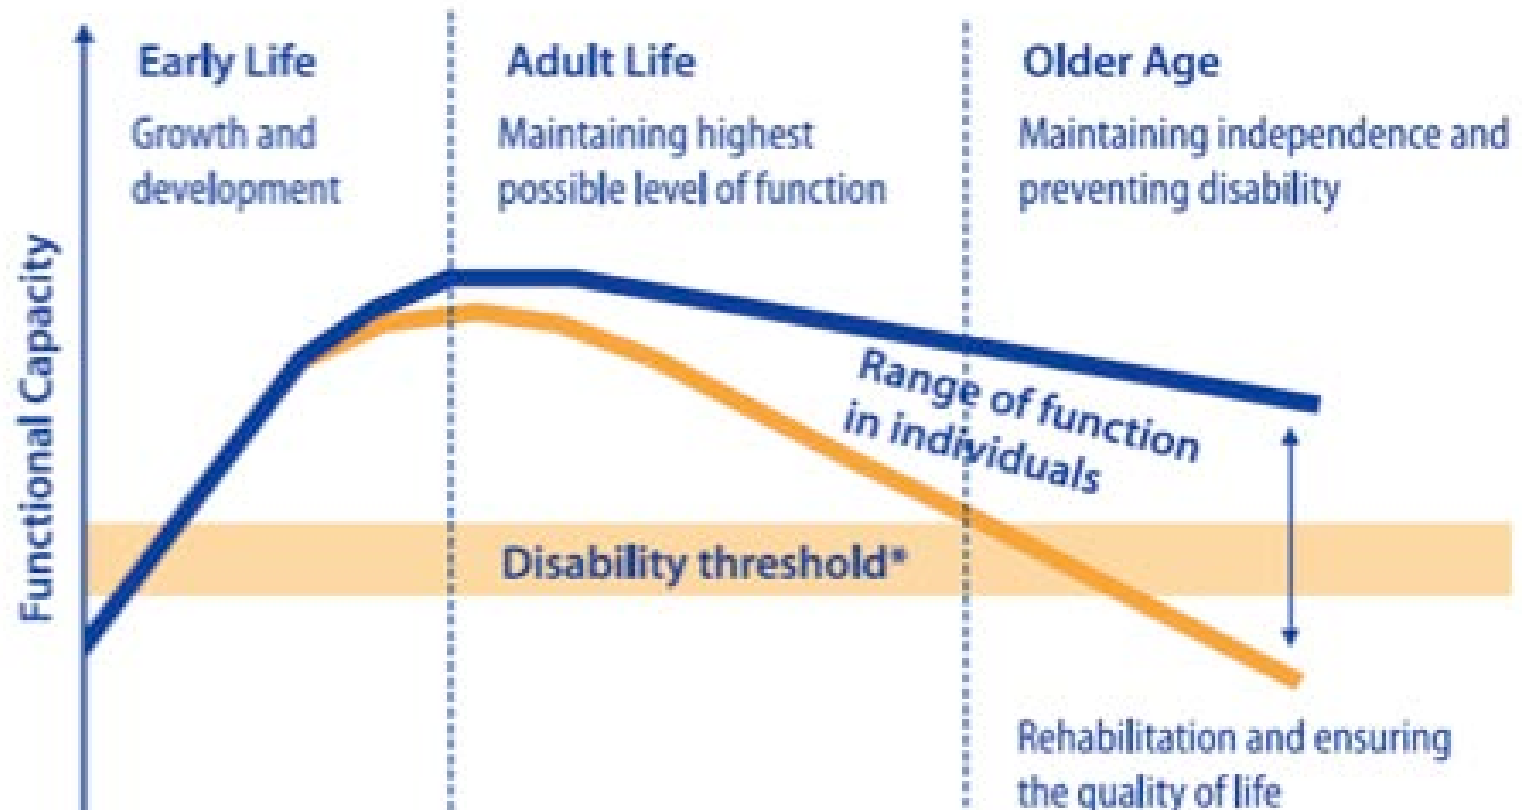 Early Life
Growth and
development
Adult Life
Maintaining highest
possible level of function
Older Age
Maintaining independence and
preventing disability
Functional Capacity
Range of function
in individuals
Disability threshold*
Rehabilitation and ensuring
the quality of life